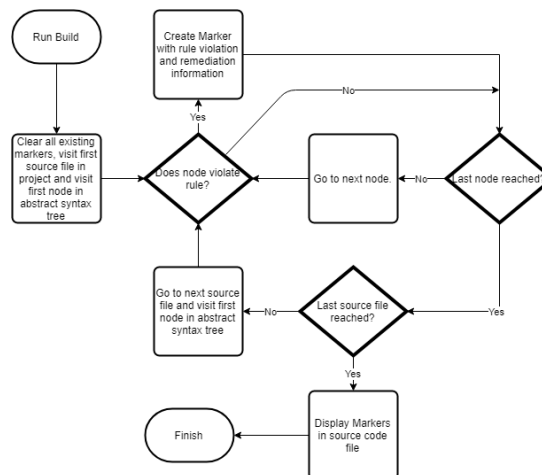 Run Build
Create Marker
with rule violation
and remediation
information
No
Yes
Clear all existing
markers, visit first
source file in
project and visit
first node in
abstract syntax
tree
Does node violate
rule?
Go to next node.
No
Last node reached?
Go to next source
file and visit first
node in abstract
syntax tree
No
Last source file
reached?
Yes
Yes
Display Markers
in source code
file
Finish